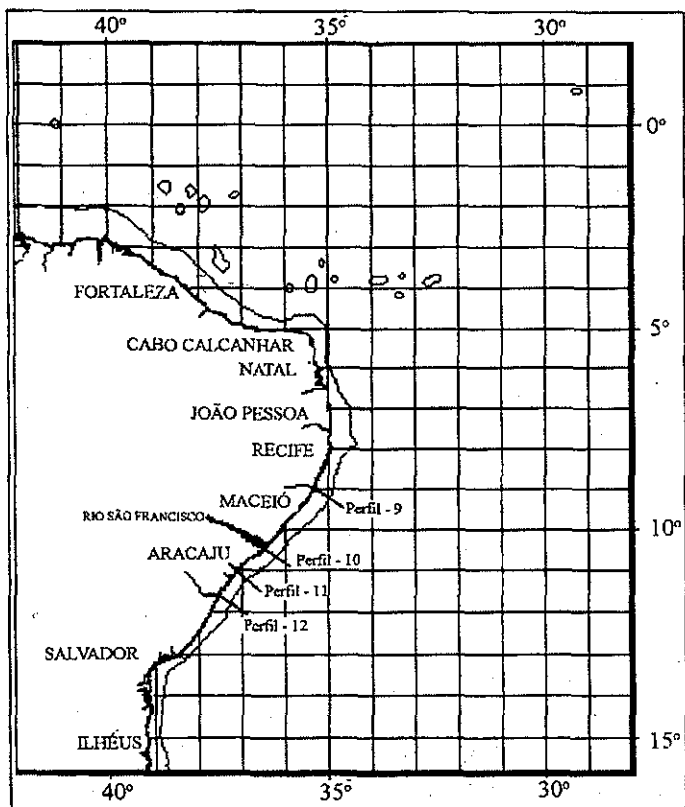 40° 35° 30°
0°
FORTALEZA
5°
CABO CALCANHAR
NATAL
JOÃO PESSOA
RECIFE
MACEIÓ
Perfil - 9
RIO SÃO FRANCISCO
10°
ARACAJU
Perfil - 10
Perfil - 11
Perfil - 12
SALVADOR
ILHÉUS
15°
40° 35° 30°